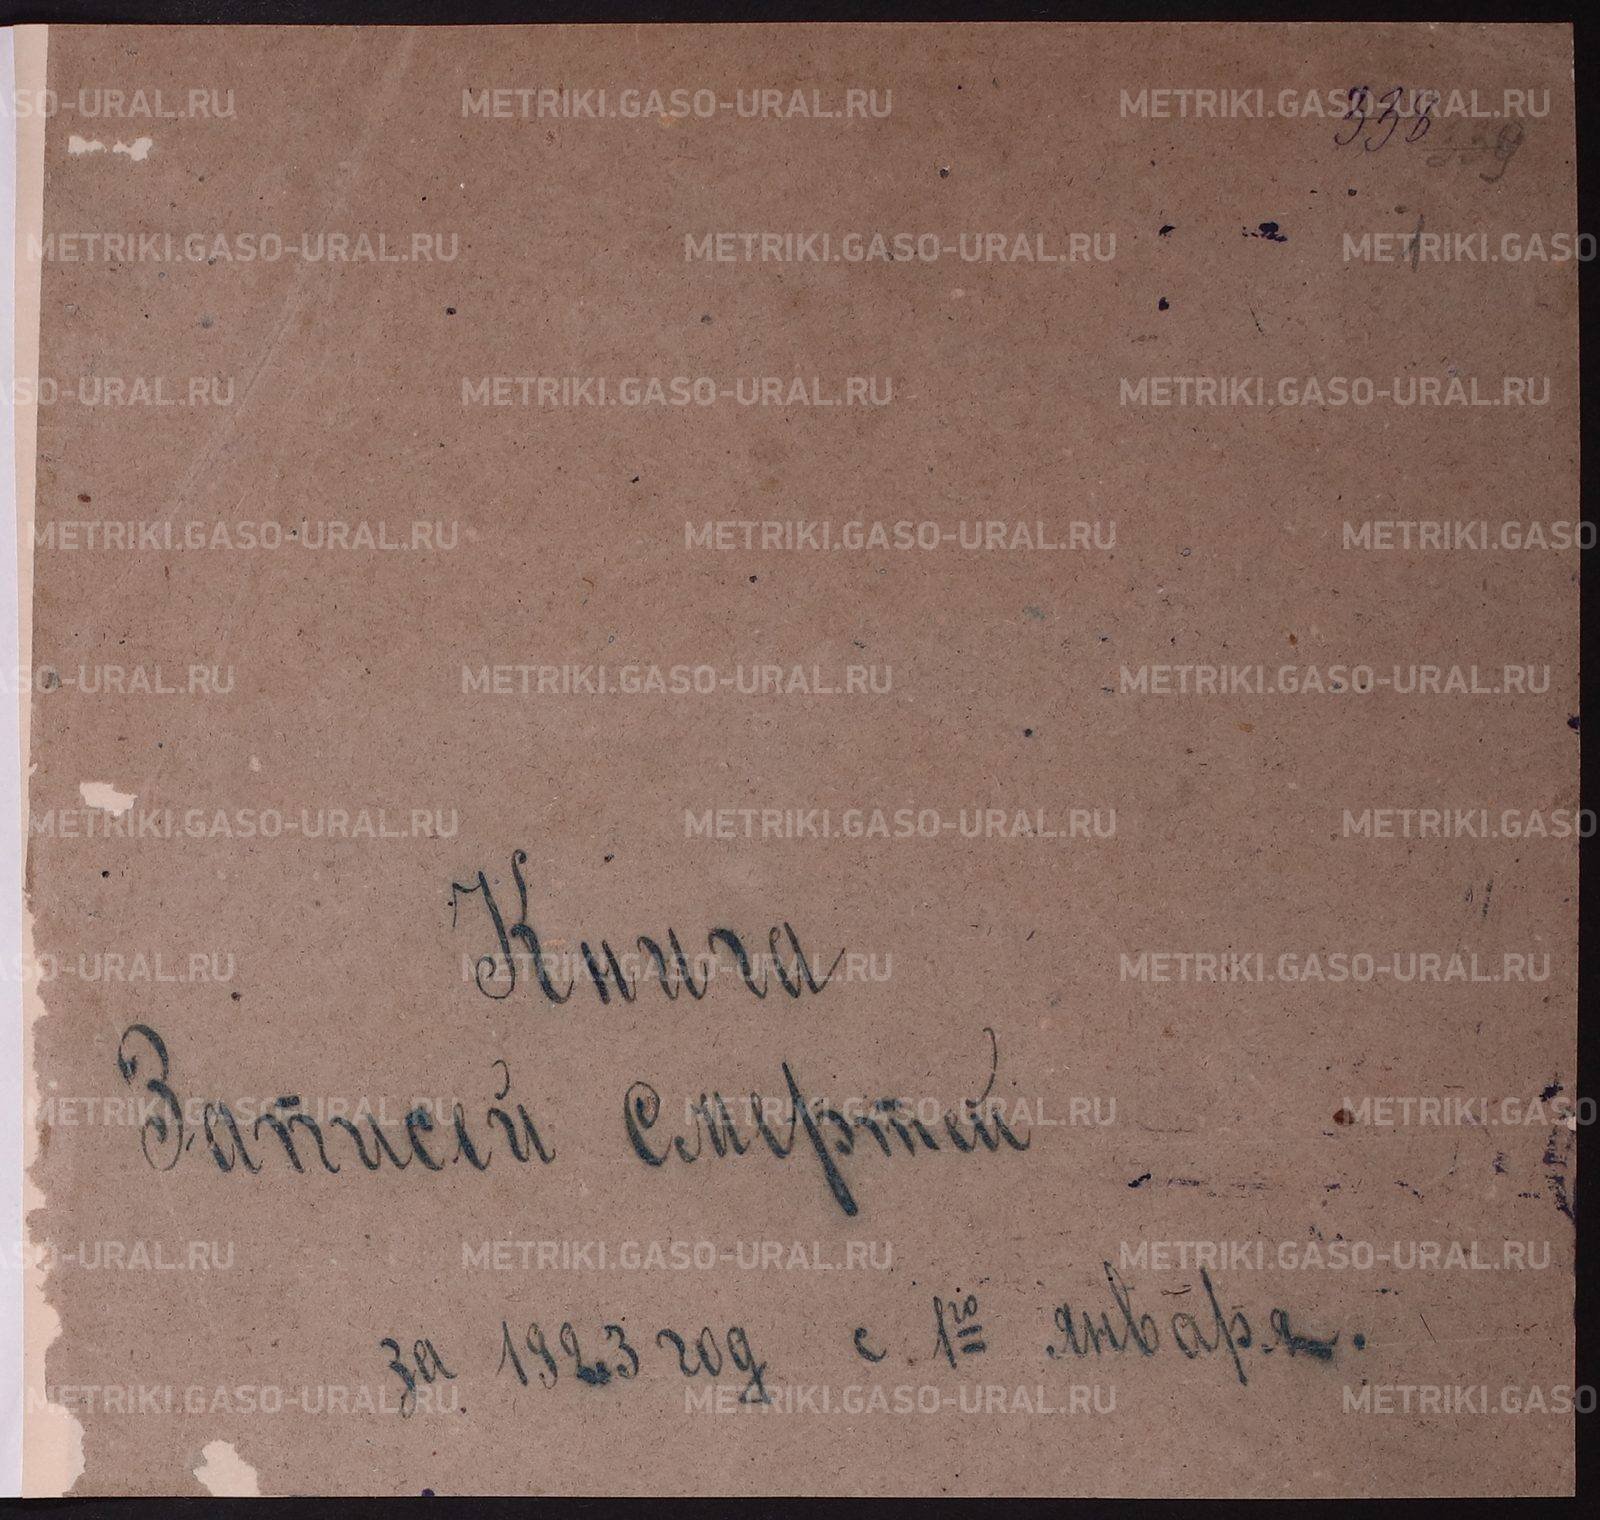 338
339
Книга
Записей смертей
за 1923 год с 1го января.
METRIKI.GASO-URAL.RU